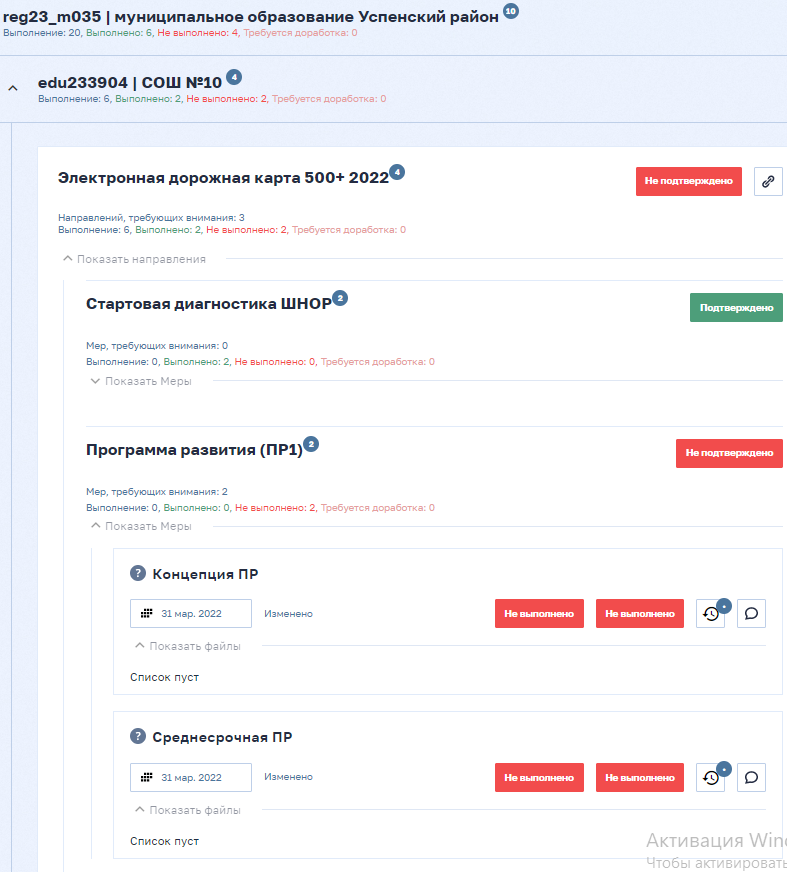 reg23_m035 | муниципальное образование Успенский район 10
Выполнение: 20, Выполнено: 6, Не выполнено: 4, Требуется доработка: 0
edu233904 | СОШ №10 4
Выполнение: 6, Выполнено: 2, Не выполнено: 2, Требуется доработка: 0
Электронная дорожная карта 500+ 2022 4
Не подтверждено
Направлений, требующих внимания: 3
Выполнение: 6, Выполнено: 2, Не выполнено: 2, Требуется доработка: 0
Показать направления
Стартовая диагностика ШНОР 2
Подтверждено
Мер, требующих внимания: 0
Выполнение: 0, Выполнено: 2, Не выполнено: 0, Требуется доработка: 0
Показать Меры
Программа развития (ПР1) 2
Не подтверждено
Мер, требующих внимания: 2
Выполнение: 0, Выполнено: 0, Не выполнено: 2, Требуется доработка: 0
Показать Меры
? Концепция ПР
31 мар. 2022 Изменено Не выполнено Не выполнено
Показать файлы
Список пуст
? Среднесрочная ПР
31 мар. 2022 Изменено Не выполнено Не выполнено
Показать файлы
Список пуст
Активация Wind
Чтобы активировать